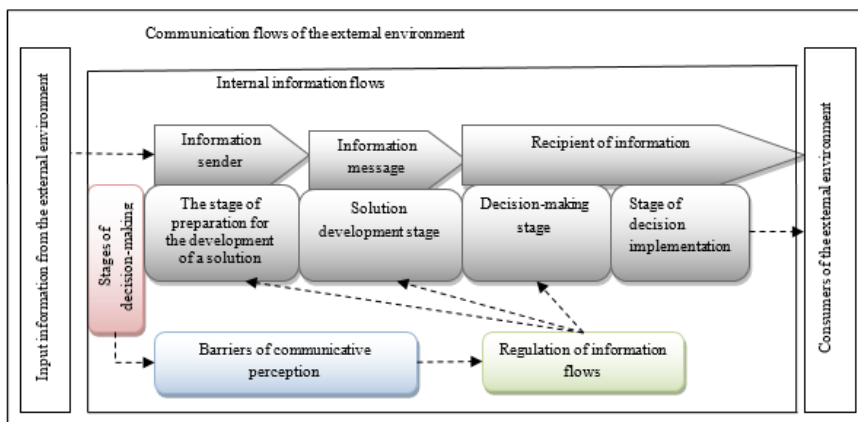 Communication flows of the external environment
Input information from the external environment
Internal information flows
Information
sender
Information
message
Recipient of information
Stages of
decision-making
The stage of
preparation for
the development
of a solution
Solution
development stage
Decision-making
stage
Stage of
decision
implementation
Barriers of communicative
perception
Regulation of information
flows
Consumers of the external environment